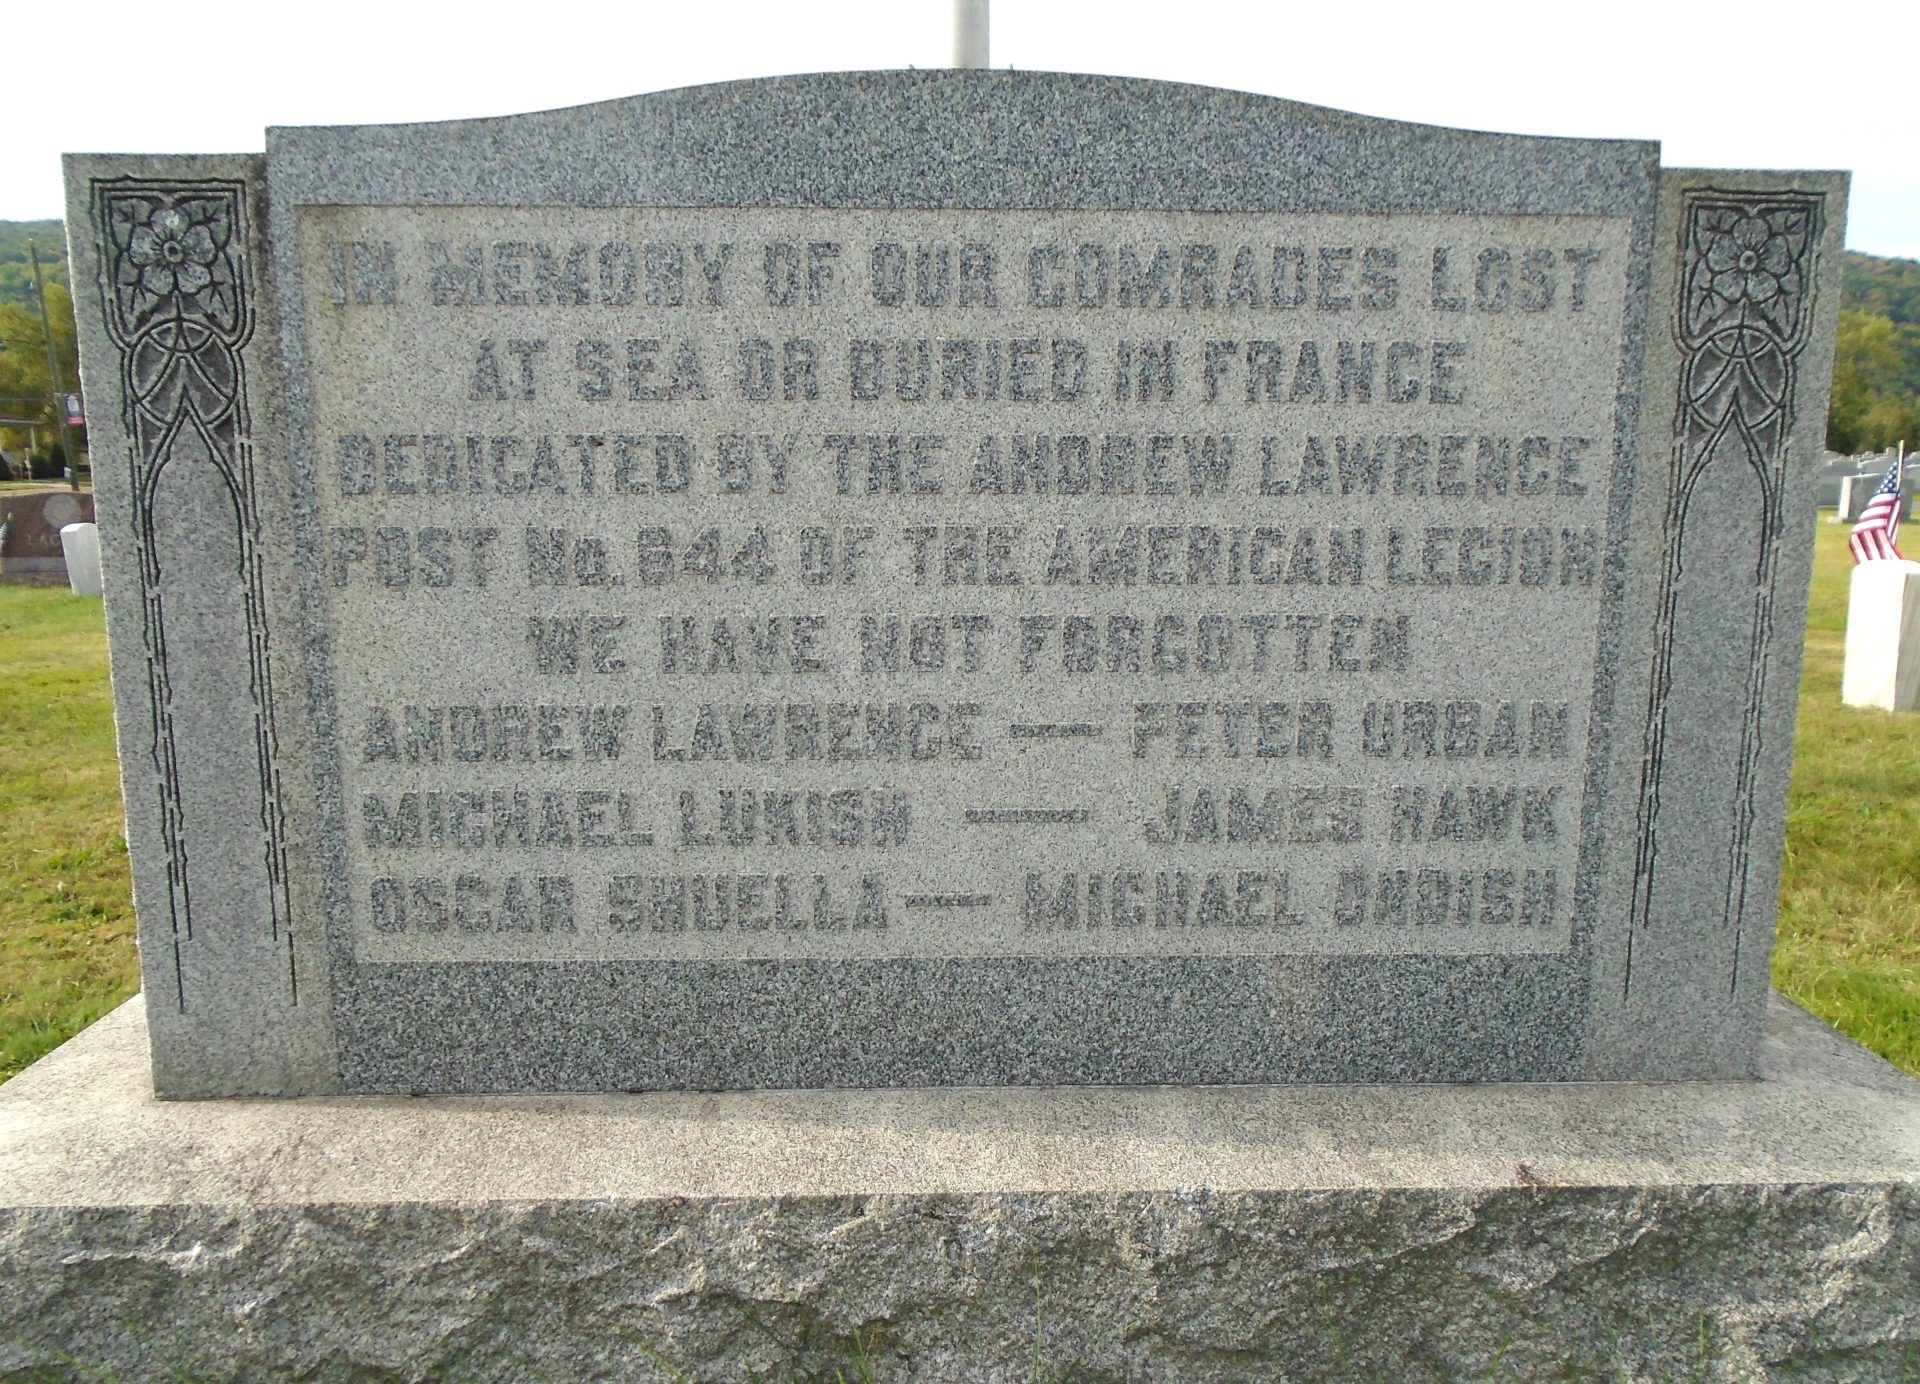 IN MEMORY OF OUR COMRADES LOST
AT SEA OR BURIED IN FRANCE
DEDICATED BY THE ANDREW LAWRENCE
POST No. 644 OF THE AMERICAN LEGION
WE HAVE NOT FORGOTTEN
ANDREW LAWRENCE — PETER URBAN
MICHAEL LUKISH — JAMES HAWK
OSCAR SHUELLA — MICHAEL ONDISH